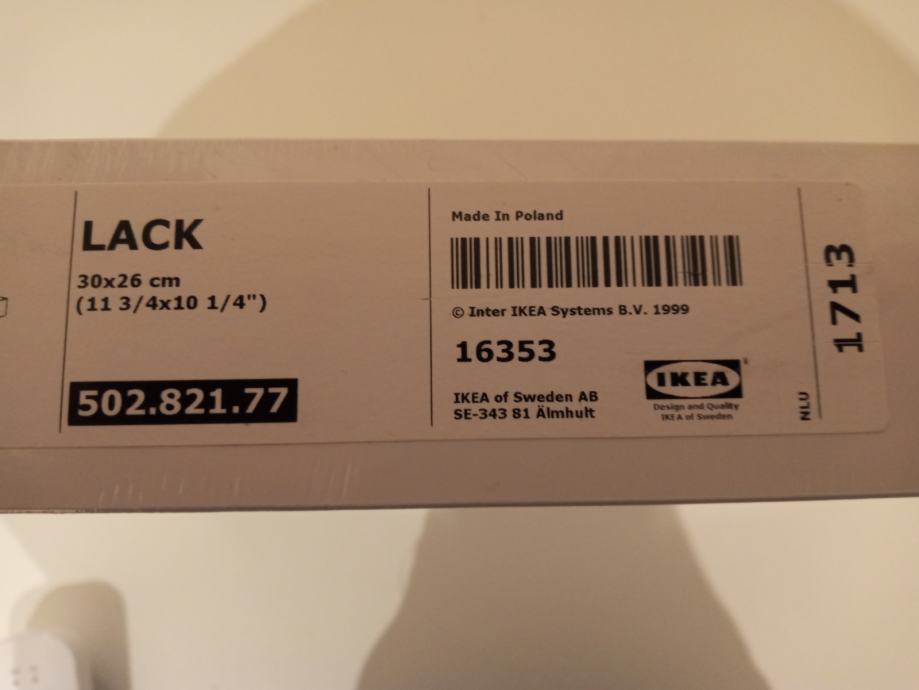 LACK
30x26 cm
(11 3/4x10 1/4")
502.821.77
Made In Poland
© Inter IKEA Systems B.V. 1999
16353
IKEA of Sweden AB
SE-343 81 Älmhult
IKEA
Design and Quality
IKEA of Sweden
NLU
1713